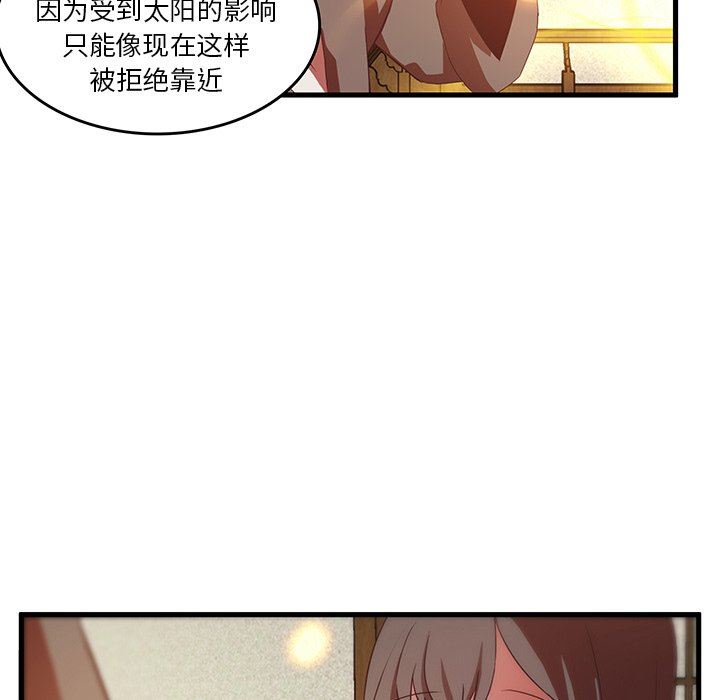 因为受到太阳的影响
只能像现在这样
被拒绝靠近